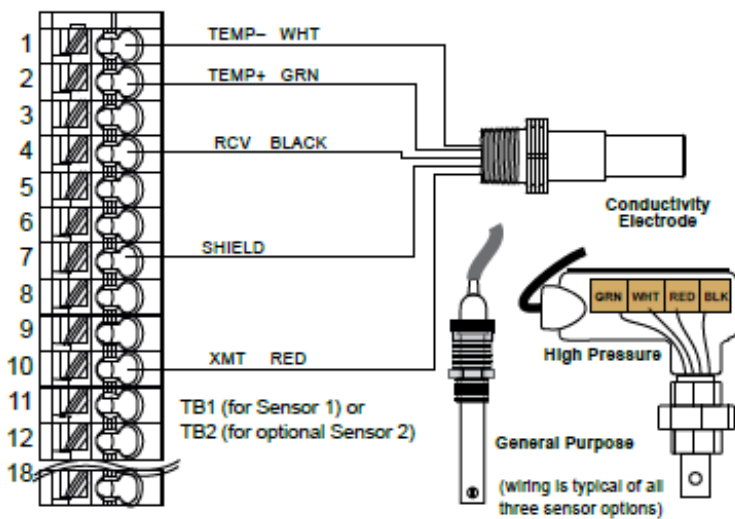 1
TEMP– WHT
2
TEMP+ GRN
3
4
RCV BLACK
5
6
7
SHIELD
8
9
10
XMT RED
11
12
18
TB1 (for Sensor 1) or
TB2 (for optional Sensor 2)
Conductivity
Electrode
GRN WHT RED BLK
High Pressure
General Purpose
(wiring is typical of all
three sensor options)